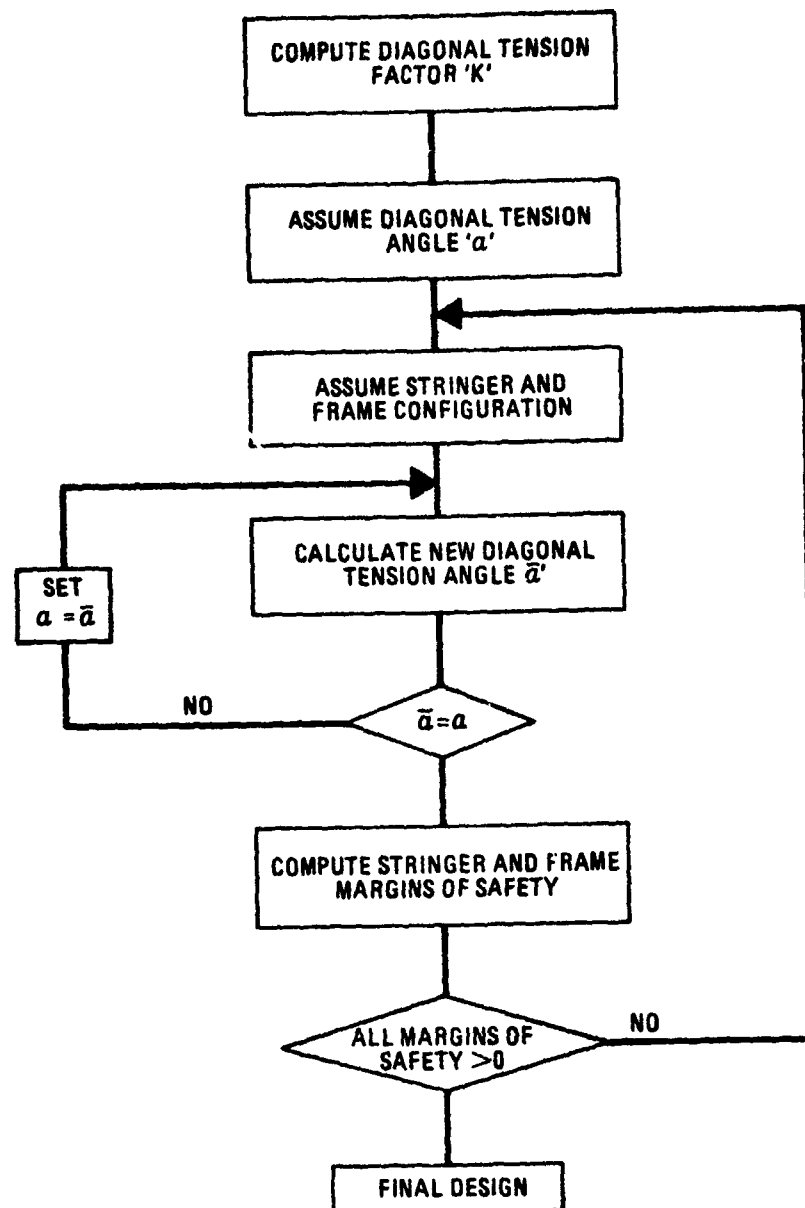 COMPUTE DIAGONAL TENSION
FACTOR 'K'
ASSUME DIAGONAL TENSION
ANGLE 'α'
ASSUME STRINGER AND
FRAME CONFIGURATION
CALCULATE NEW DIAGONAL
TENSION ANGLE ᾱ'
SET
α = ᾱ
NO
ᾱ=α
COMPUTE STRINGER AND FRAME
MARGINS OF SAFETY
ALL MARGINS OF
SAFETY >0
NO
FINAL DESIGN